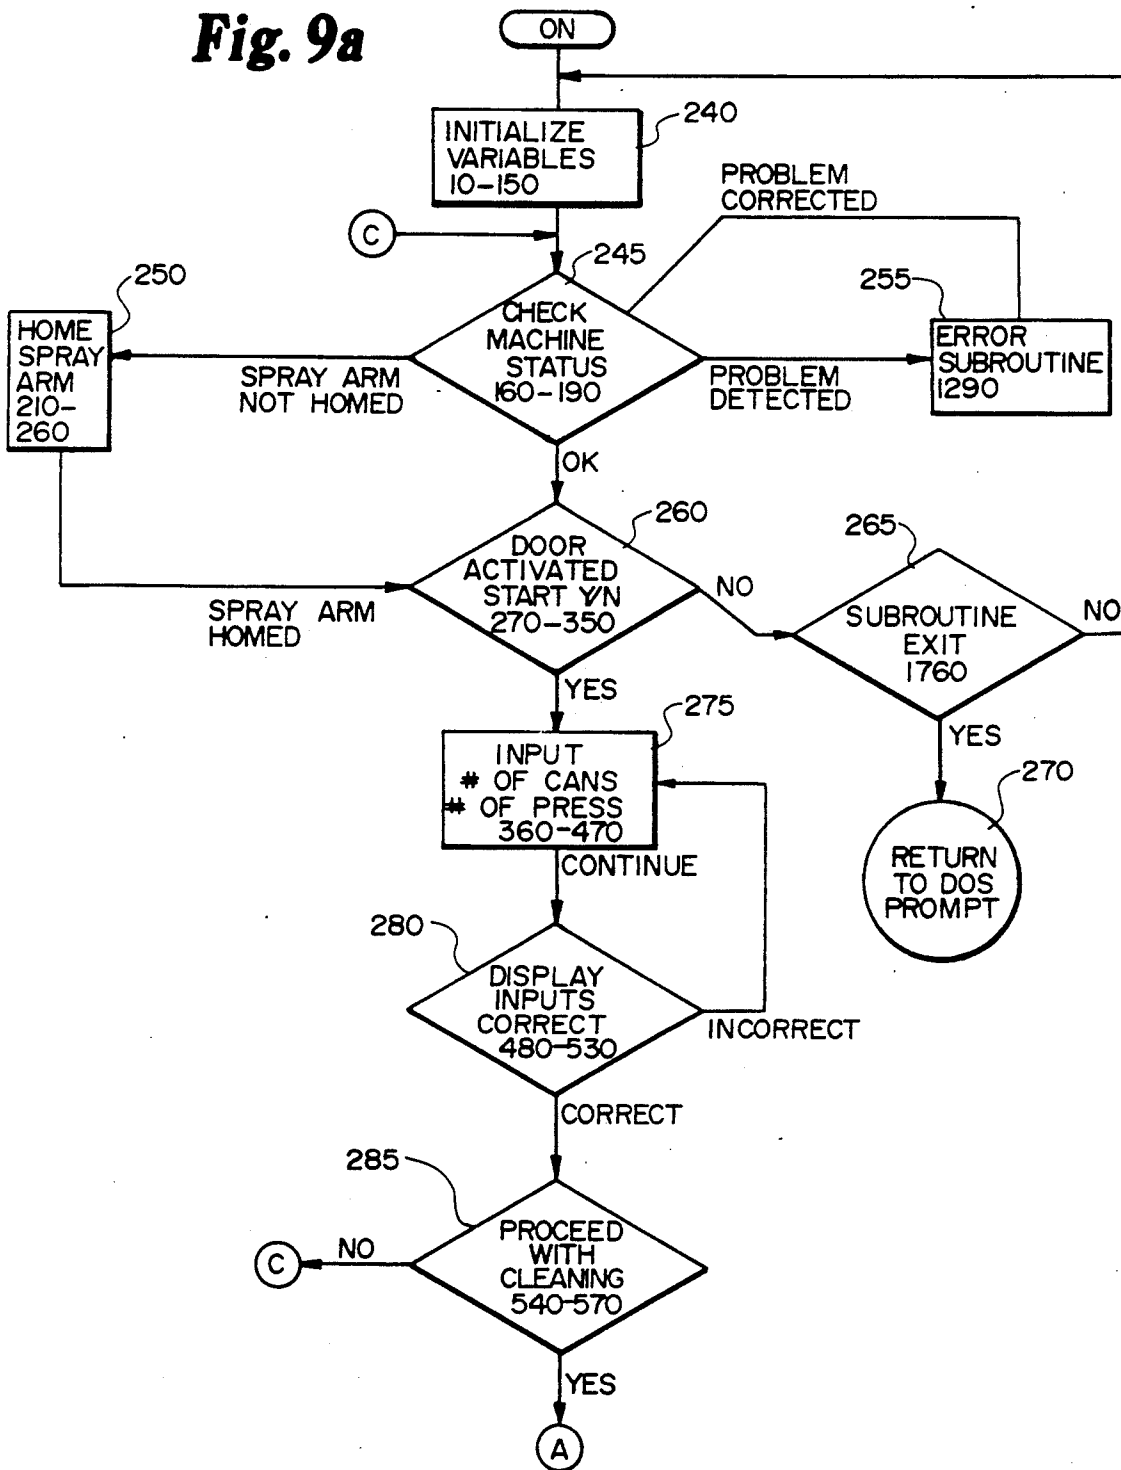 Fig. 9a
ON
INITIALIZE
VARIABLES
10-150
240
PROBLEM
CORRECTED
C
245
250
255
HOME
SPRAY
ARM
210-
260
CHECK
MACHINE
STATUS
160-190
ERROR
SUBROUTINE
1290
SPRAY ARM
NOT HOMED
PROBLEM
DETECTED
OK
260
265
DOOR
ACTIVATED
START Y/N
270-350
NO
SUBROUTINE
EXIT
1760
NO
SPRAY ARM
HOMED
YES
275
YES
270
INPUT
# OF CANS
# OF PRESS
360-470
CONTINUE
RETURN
TO DOS
PROMPT
280
DISPLAY
INPUTS
CORRECT
480-530
INCORRECT
CORRECT
285
PROCEED
WITH
CLEANING
540-570
NO
C
YES
A